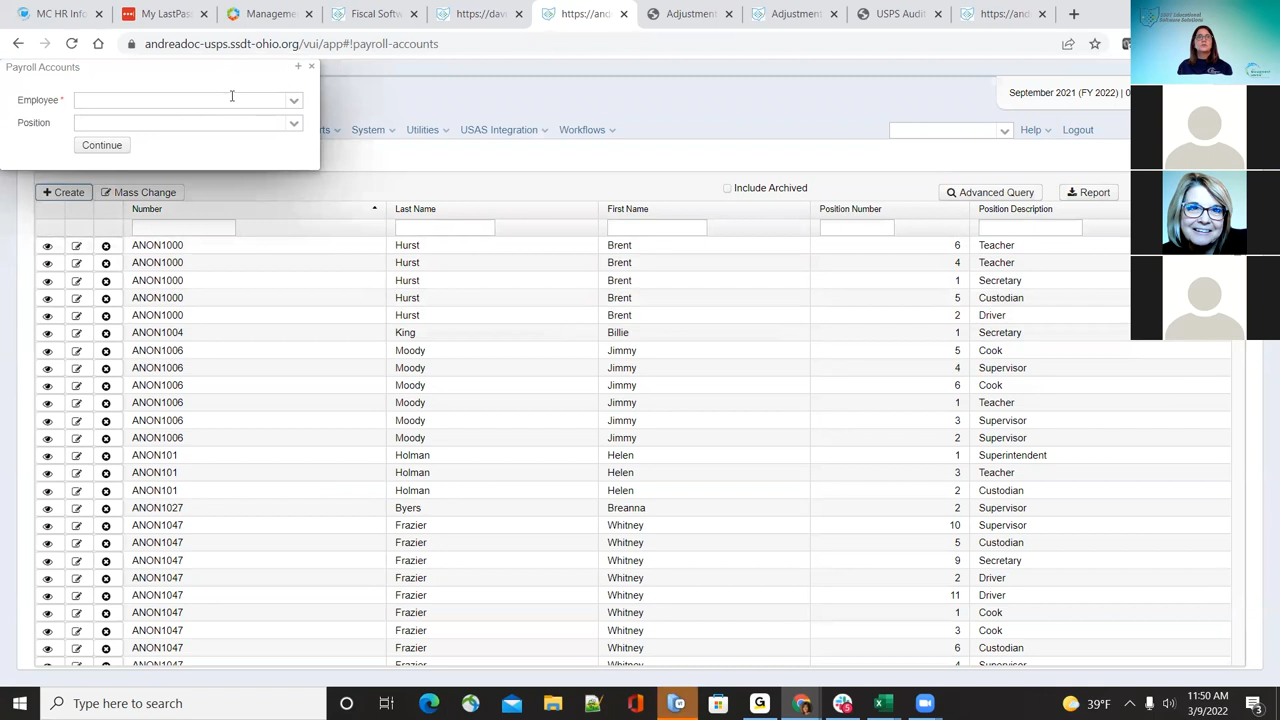 MC HR Info
My LastPass
Manageme
Fiscal Softw
https://and
Adjustment
Adjustment
US
https://and
andreadoc-usps.ssdt-ohio.org/vui/app#!payroll-accounts
Payroll Accounts
Employee *
Position
Continue
September 2021 (FY 2022) | 0
System
Utilities
USAS Integration
Workflows
Help
Logout
Create
Mass Change
Include Archived
Advanced Query
Report
Number Last Name First Name Position Number Position Description
ANON1000 Hurst Brent 6 Teacher
ANON1000 Hurst Brent 4 Teacher
ANON1000 Hurst Brent 1 Secretary
ANON1000 Hurst Brent 5 Custodian
ANON1000 Hurst Brent 2 Driver
ANON1004 King Billie 1 Secretary
ANON1006 Moody Jimmy 5 Cook
ANON1006 Moody Jimmy 4 Supervisor
ANON1006 Moody Jimmy 6 Cook
ANON1006 Moody Jimmy 1 Teacher
ANON1006 Moody Jimmy 3 Supervisor
ANON1006 Moody Jimmy 2 Supervisor
ANON101 Holman Helen 1 Superintendent
ANON101 Holman Helen 3 Teacher
ANON101 Holman Helen 2 Custodian
ANON1027 Byers Breanna 2 Supervisor
ANON1047 Frazier Whitney 10 Supervisor
ANON1047 Frazier Whitney 5 Custodian
ANON1047 Frazier Whitney 9 Secretary
ANON1047 Frazier Whitney 2 Driver
ANON1047 Frazier Whitney 11 Driver
ANON1047 Frazier Whitney 1 Cook
ANON1047 Frazier Whitney 3 Cook
ANON1047 Frazier Whitney 6 Custodian
ANON1047 Frazier Whitney 4 Supervisor
Type here to search
39°F
11:50 AM
3/9/2022
3